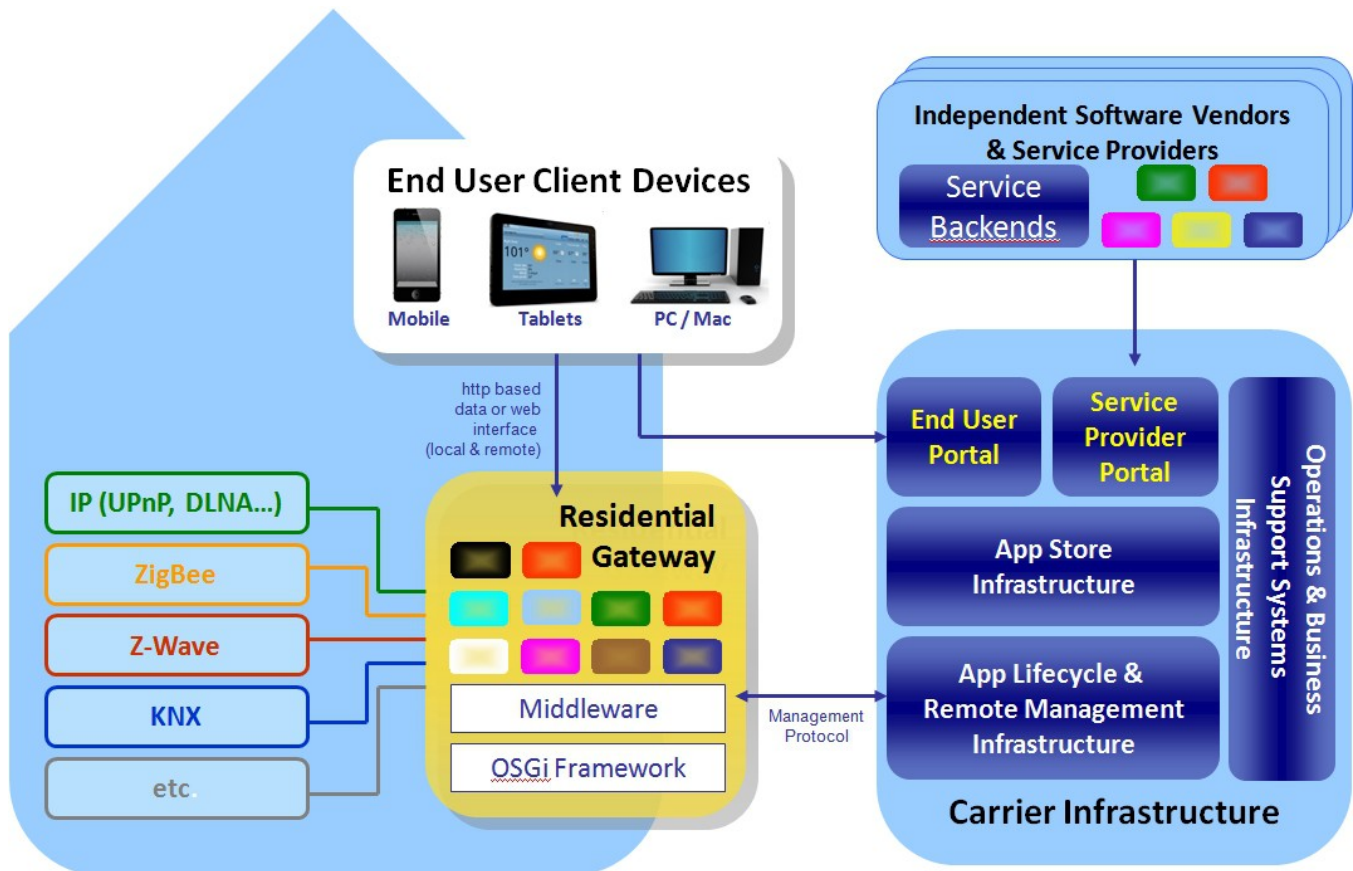 Independent Software Vendors
& Service Providers
Service
Backends
End User Client Devices
101°
Mobile
Tablets
PC / Mac
http based
data or web
interface
(local & remote)
End User
Portal
Service
Provider
Portal
Operations & Business
Support Systems
Infrastructure
IP (UPnP, DLNA...)
ZigBee
Z-Wave
KNX
etc.
Residential
Gateway
Middleware
OSGi Framework
Management
Protocol
App Store
Infrastructure
App Lifecycle &
Remote Management
Infrastructure
Carrier Infrastructure